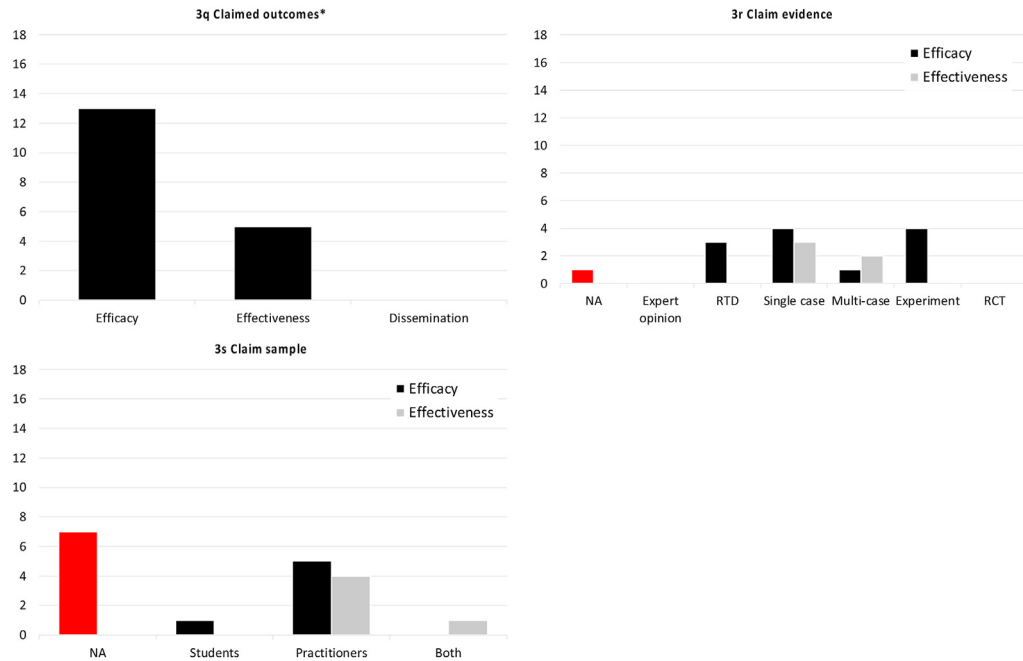 3q Claimed outcomes*
18
16
14
12
10
8
6
4
2
0
Efficacy Effectiveness Dissemination
3r Claim evidence
Efficacy
Effectiveness
18
16
14
12
10
8
6
4
2
0
NA Expert RTD Single case Multi-case Experiment RCT
opinion
3s Claim sample
Efficacy
Effectiveness
18
16
14
12
10
8
6
4
2
0
NA Students Practitioners Both